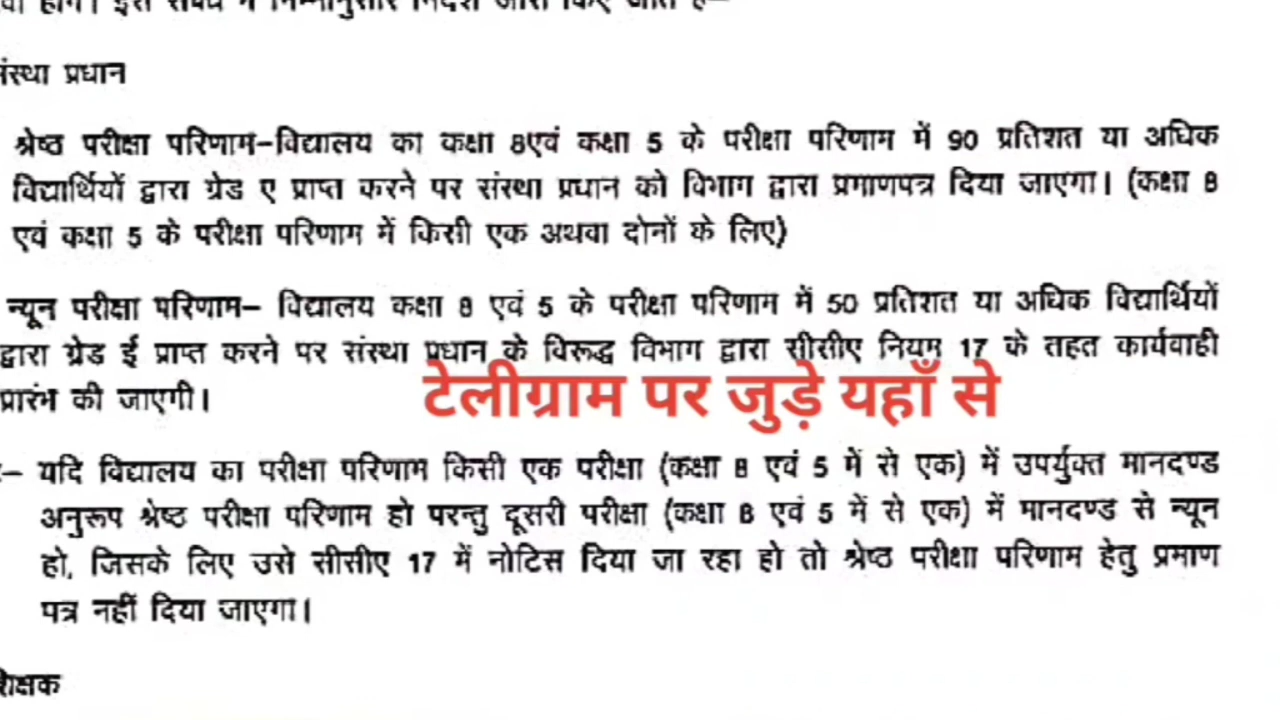 संस्था प्रधान
श्रेष्ठ परीक्षा परिणाम–विद्यालय का कक्षा 8एवं कक्षा 5 के परीक्षा परिणाम में 90 प्रतिशत या अधिक
विद्यार्थियों द्वारा ग्रेड ए प्राप्त करने पर संस्था प्रधान को विभाग द्वारा प्रमाणपत्र दिया जाएगा। (कक्षा 8
एवं कक्षा 5 के परीक्षा परिणाम में किसी एक अथवा दोनों के लिए)
न्यून परीक्षा परिणाम– विद्यालय कक्षा 8 एवं 5 के परीक्षा परिणाम में 50 प्रतिशत या अधिक विद्यार्थियों
द्वारा ग्रेड ई प्राप्त करने पर संस्था प्रधान के विरूद्ध विभाग द्वारा सीसीए नियम 17 के तहत कार्यवाही
प्रारंभ की जाएगी।
टेलीग्राम पर जुड़े यहाँ से
– यदि विद्यालय का परीक्षा परिणाम किसी एक परीक्षा (कक्षा 8 एवं 5 में से एक) में उपर्युक्त मानदण्ड
अनुरूप श्रेष्ठ परीक्षा परिणाम हो परन्तु दूसरी परीक्षा (कक्षा 8 एवं 5 में से एक) में मानदण्ड से न्यून
हो, जिसके लिए उसे सीसीए 17 में नोटिस दिया जा रहा हो तो श्रेष्ठ परीक्षा परिणाम हेतु प्रमाण
पत्र नहीं दिया जाएगा।
शिक्षक